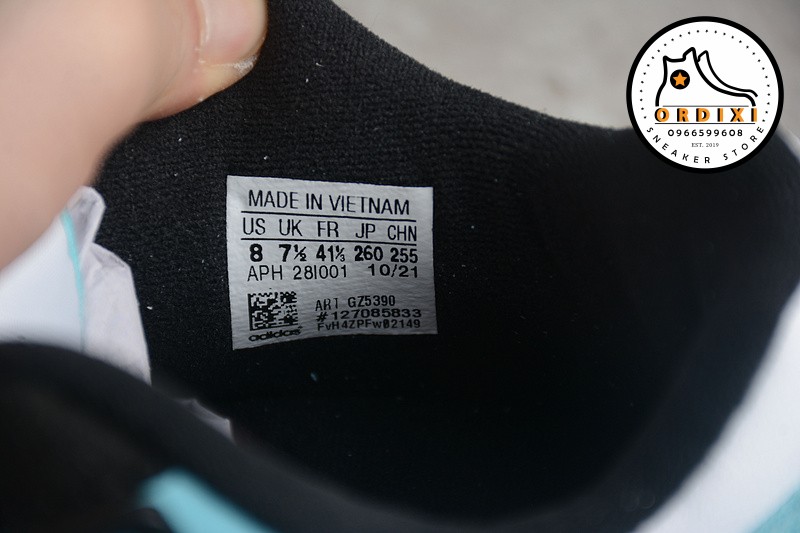 ORDIXI
0966599608
EST, 2019
SNEAKER STORE
MADE IN VIETNAM
US UK FR JP CHN
8 7½ 41⅓ 260 255
APH 28I001 10/21
ART GZ5390
#127085833
FvH4ZPFwB2149
adidas